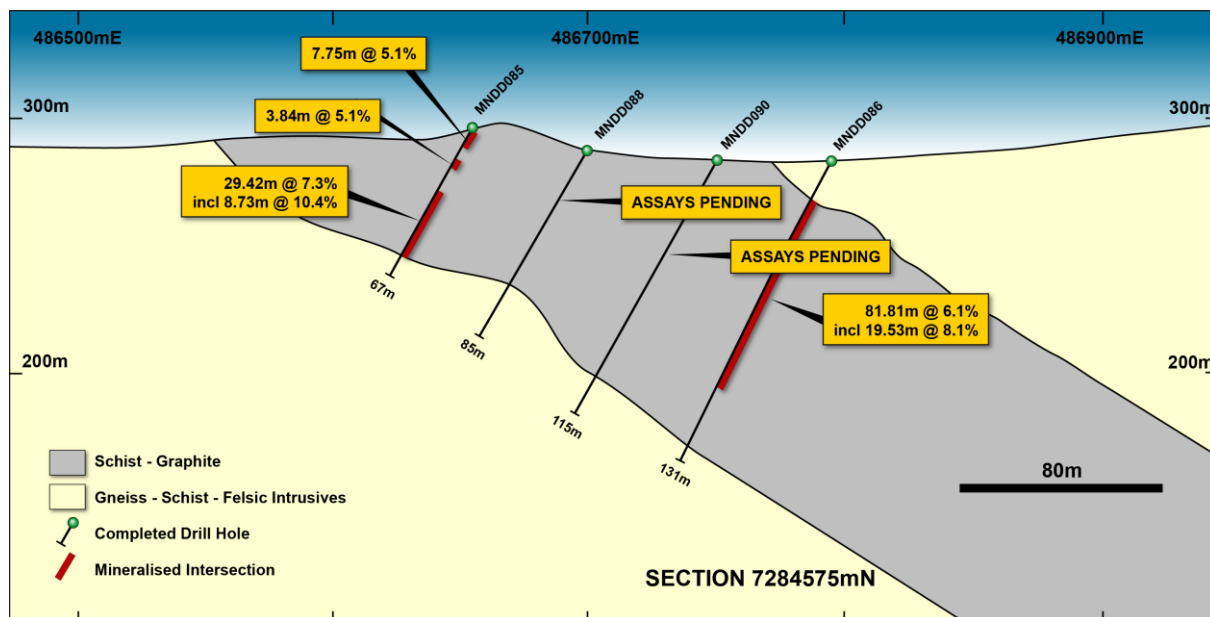 486500mE
486700mE
486900mE
7.75m @ 5.1%
MNDD085
MNDD088
MNDD090
MNDD086
300m
300m
3.84m @ 5.1%
29.42m @ 7.3%
incl 8.73m @ 10.4%
ASSAYS PENDING
ASSAYS PENDING
67m
81.81m @ 6.1%
incl 19.53m @ 8.1%
85m
200m
200m
115m
131m
Schist - Graphite
80m
Gneiss - Schist - Felsic Intrusives
Completed Drill Hole
Mineralised Intersection
SECTION 7284575mN